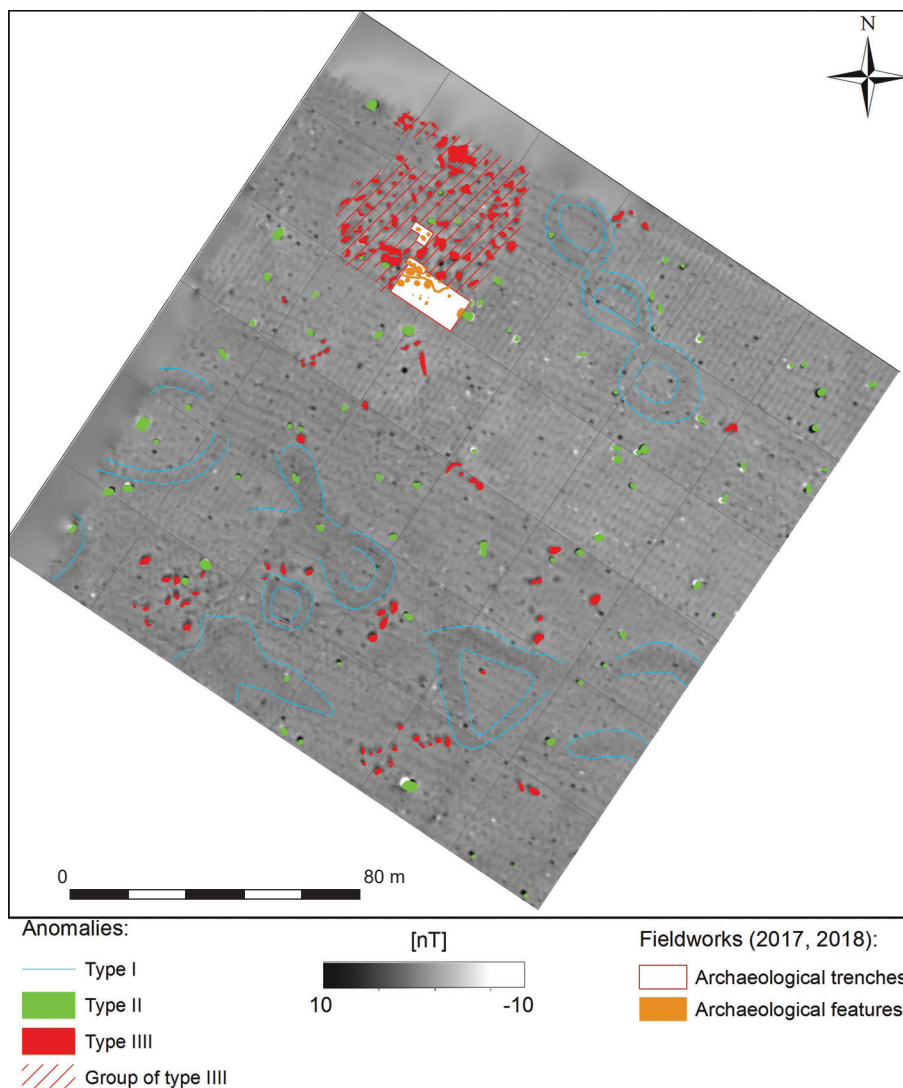 N
0 80 m
Anomalies:
Type I
Type II
Type IIII
Group of type IIII
[nT]
10 -10
Fieldworks (2017, 2018):
Archaeological trenches
Archaeological features